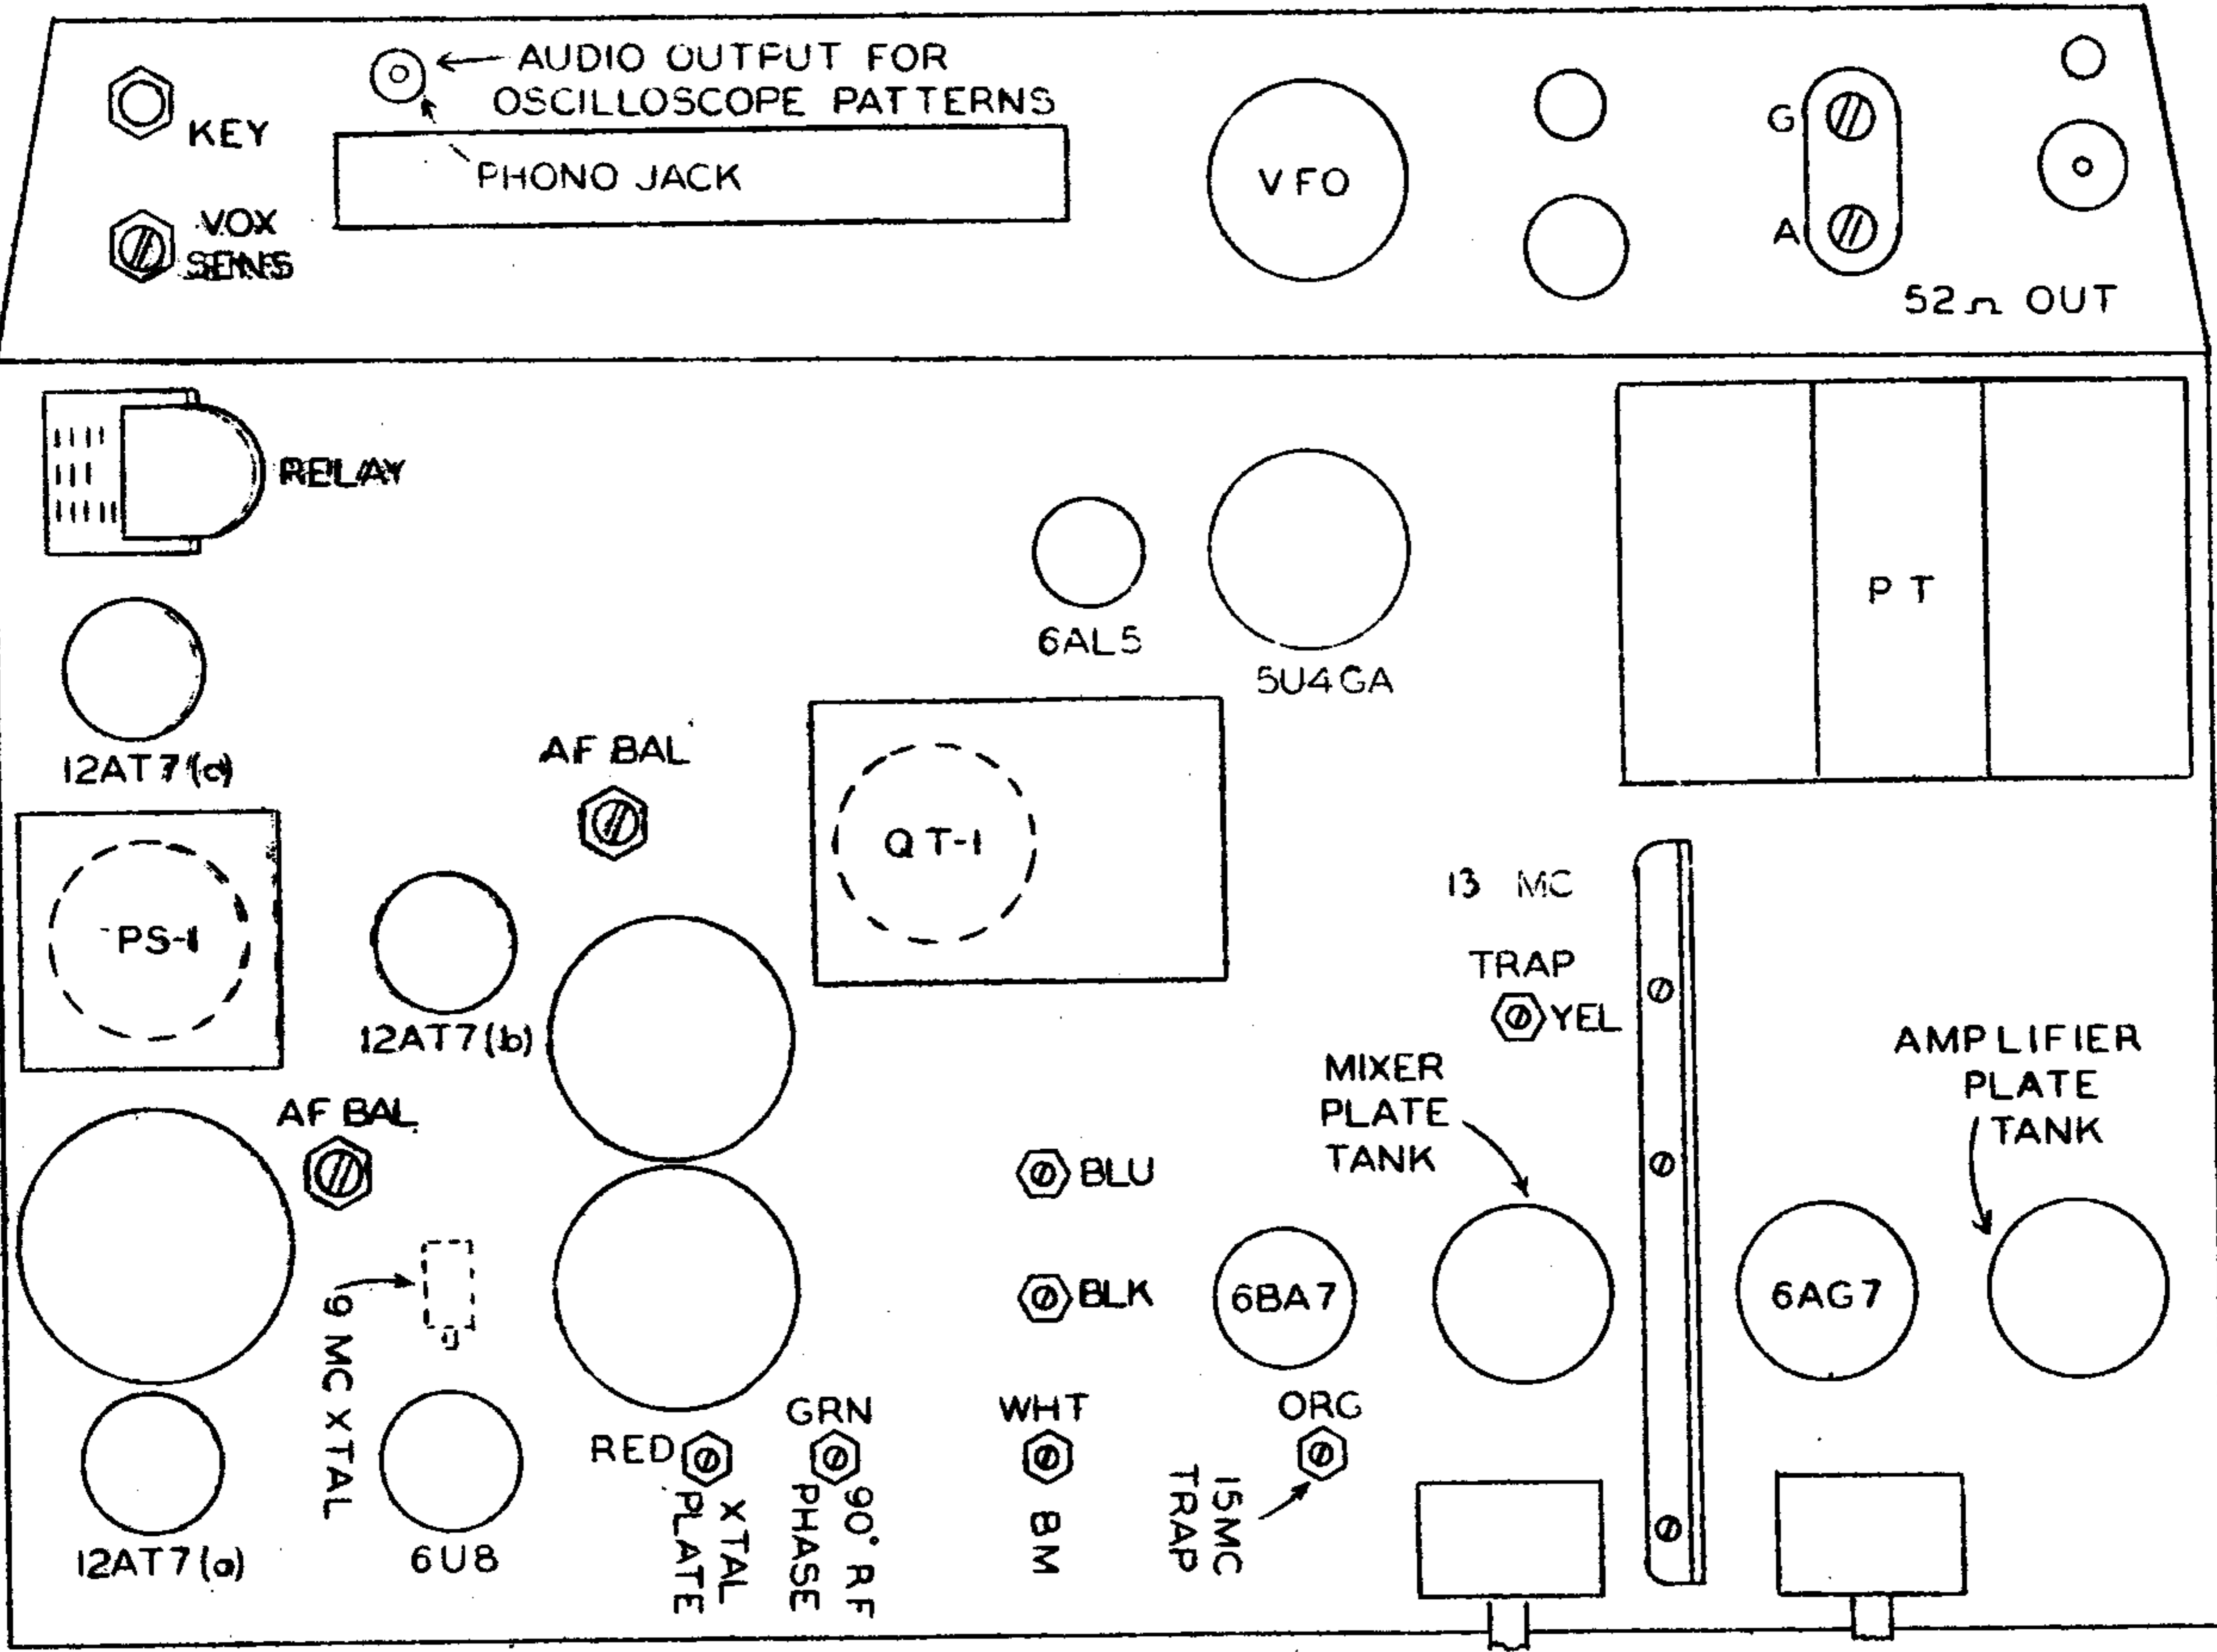 AUDIO OUTPUT FOR
OSCILLOSCOPE PATTERNS
KEY
PHONO JACK
VFO
G
A
VOX
SENS
52 Ω OUT
RELAY
6AL5
5U4GA
PT
12AT7(c)
AF BAL
QT-1
PS-1
13 MC
TRAP
YEL
12AT7(b)
AMPLIFIER
PLATE
TANK
MIXER
PLATE
TANK
AF BAL
BLU
BLK
6BA7
6AG7
9 MC XTAL
GRN
WHT
ORG
RED
XTAL
PLATE
90° RF
PHASE
BM
15MC
TRAP
12AT7(a)
6U8